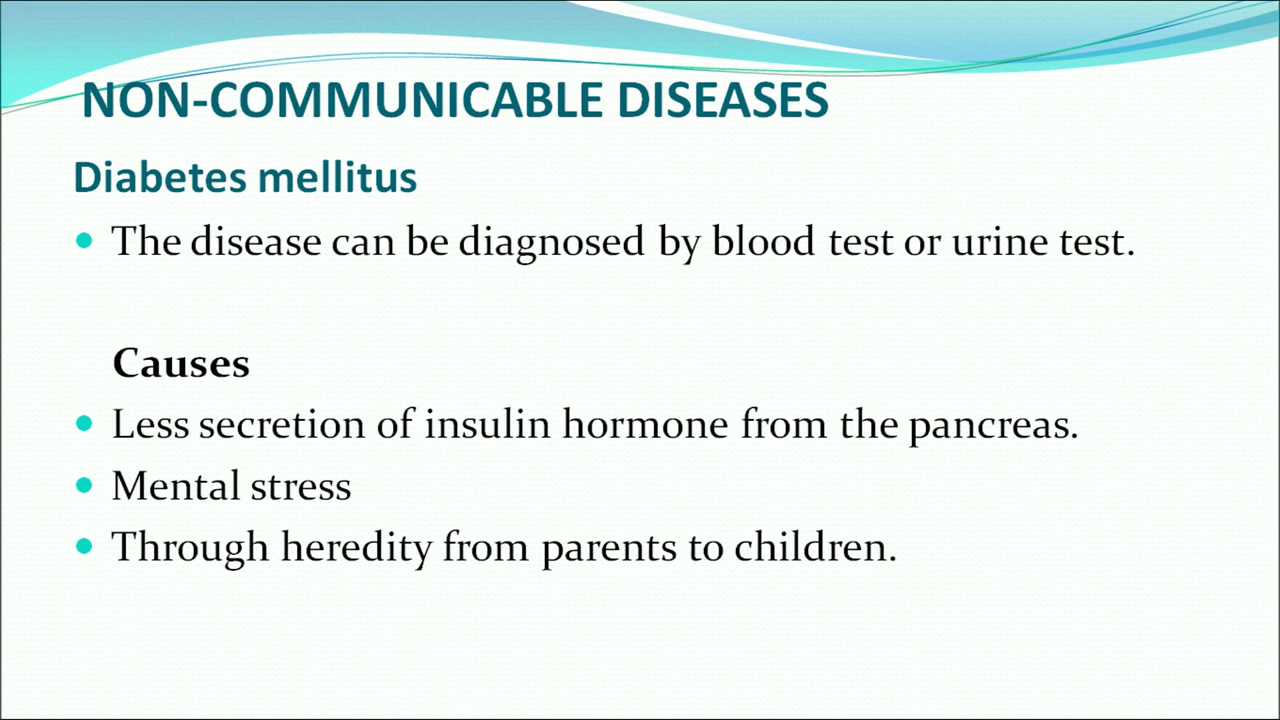 NON-COMMUNICABLE DISEASES
Diabetes mellitus
• The disease can be diagnosed by blood test or urine test.
Causes
• Less secretion of insulin hormone from the pancreas.
• Mental stress
• Through heredity from parents to children.